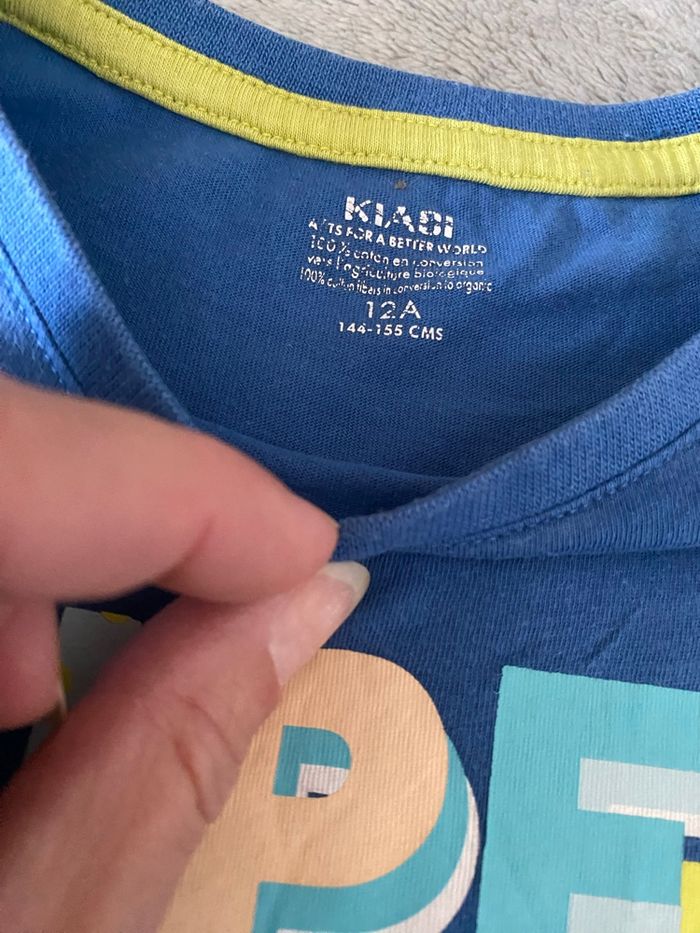 KIABI
ACTS FOR A BETTER WORLD
100% coton en conversion
vers l'agriculture biologique
100% cotton fibers in conversion to organic
12A
144-155 CMS
PE